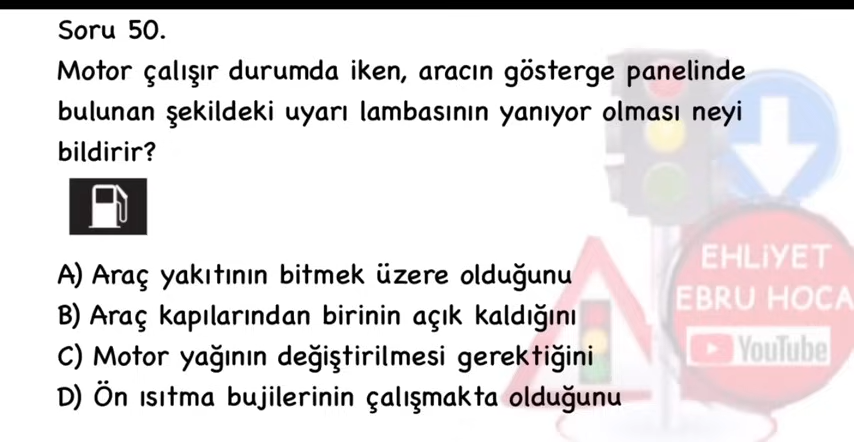 Soru 50.
Motor çalışır durumda iken, aracın gösterge panelinde
bulunan şekildeki uyarı lambasının yanıyor olması neyi
bildirir?
A) Araç yakıtının bitmek üzere olduğunu
B) Araç kapılarından birinin açık kaldığını
C) Motor yağının değiştirilmesi gerektiğini
D) Ön ısıtma bujilerinin çalışmakta olduğunu
EHLİYET
EBRU HOCA
YouTube